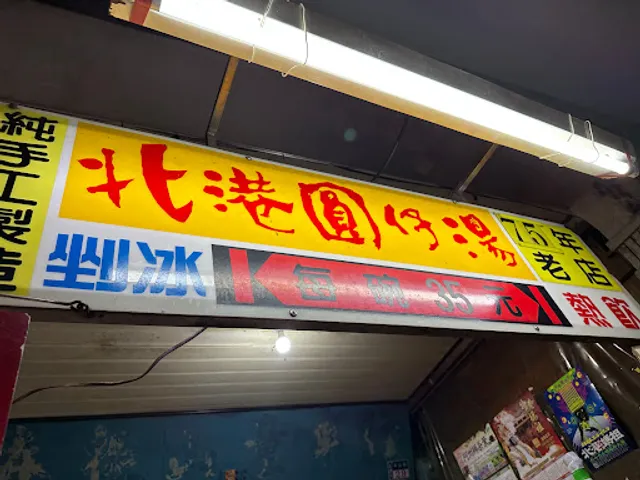 純手工製造
北港圓仔湯
75年
老店
剉冰
每碗35元
熱飲